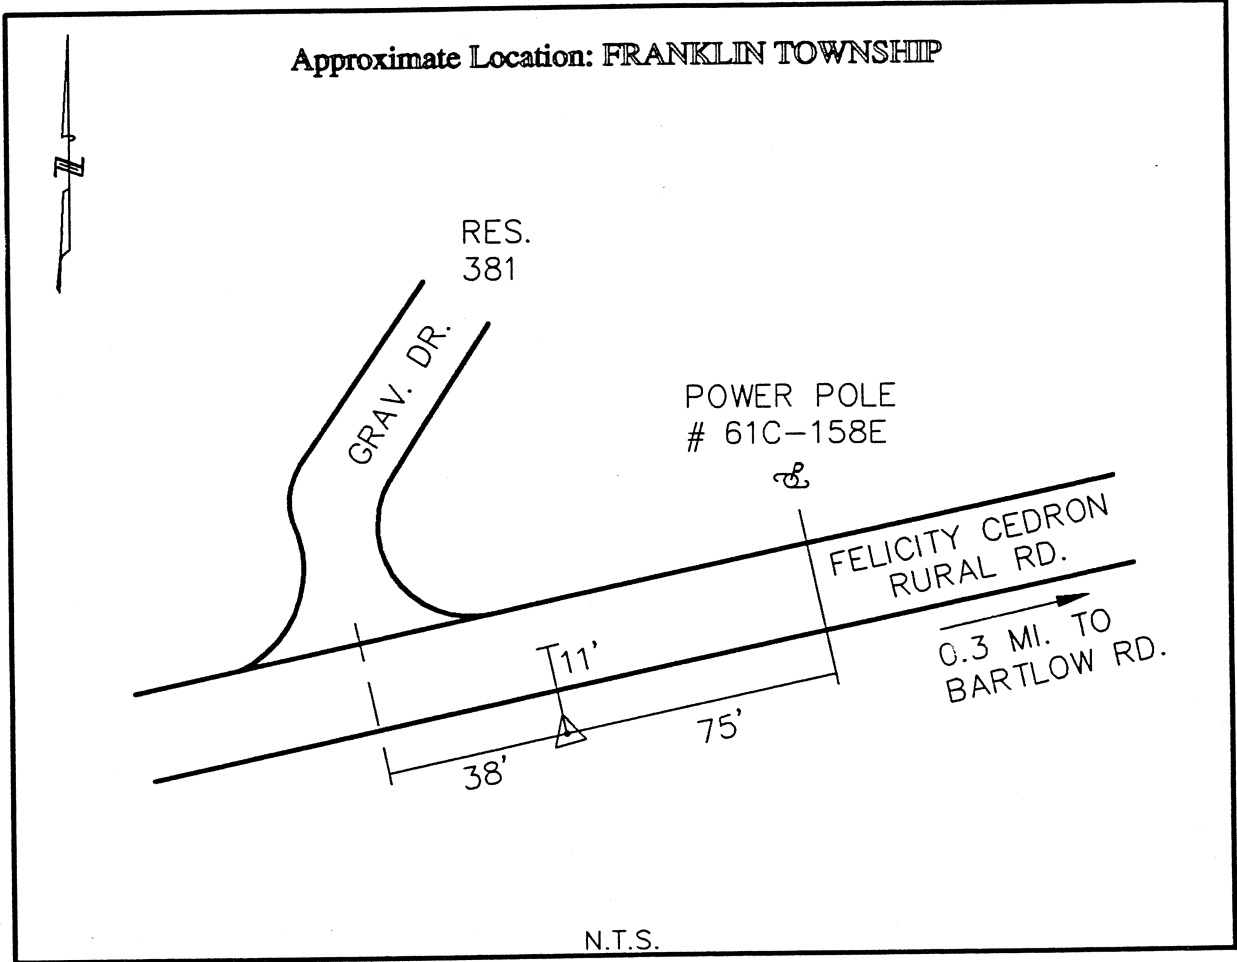 Approximate Location: FRANKLIN TOWNSHIP
N
RES.
381
GRAV. DR.
POWER POLE
# 61C-158E
FELICITY CEDRON
RURAL RD.
11'
0.3 MI. TO
BARTLOW RD.
75'
38'
N.T.S.